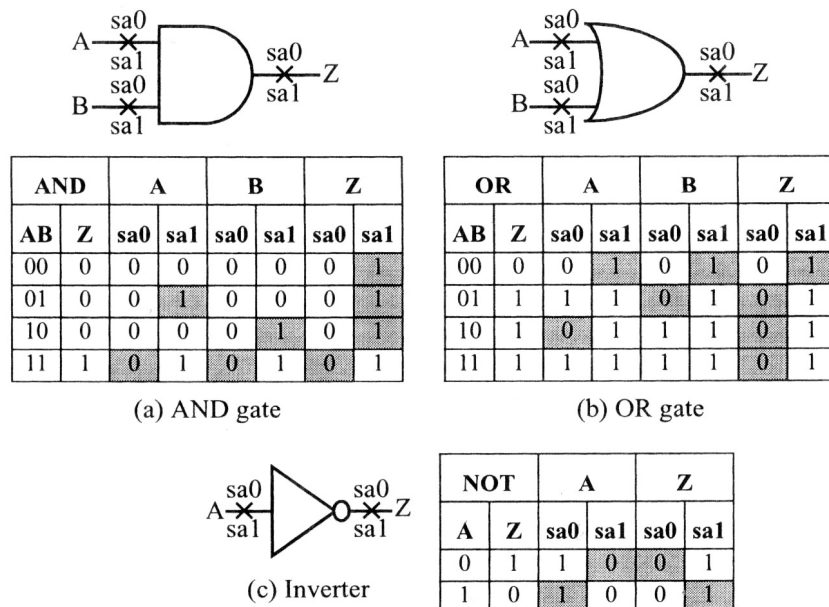 sa0
A
sa1
sa0
B
sa1
sa0
Z
sa1
sa0
A
sa1
sa0
B
sa1
sa0
Z
sa1
AND A B Z
AB Z sa0 sa1 sa0 sa1 sa0 sa1
00 0 0 0 0 0 0 1
01 0 0 1 0 0 0 1
10 0 0 0 0 1 0 1
11 1 0 1 0 1 0 1
(a) AND gate
OR A B Z
AB Z sa0 sa1 sa0 sa1 sa0 sa1
00 0 0 1 0 1 0 1
01 1 1 1 0 1 0 1
10 1 0 1 1 1 0 1
11 1 1 1 1 1 0 1
(b) OR gate
sa0
A
sa1
sa0
Z
sa1
(c) Inverter
NOT A Z
A Z sa0 sa1 sa0 sa1
0 1 1 0 0 1
1 0 1 0 0 1